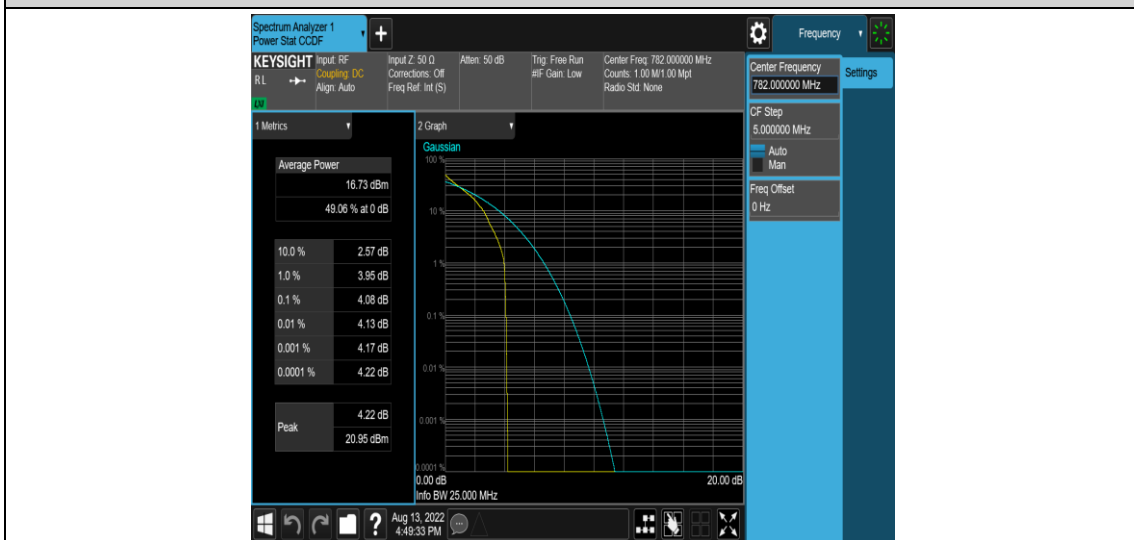 Spectrum Analyzer 1
Power Stat CCDF
+
Frequency
KEYSIGHT
RL
LXI
Input: RF
Coupling: DC
Align: Auto
Input Z: 50 Ω
Corrections: Off
Freq Ref: Int (S)
Atten: 50 dB
Trig: Free Run
#IF Gain: Low
Center Freq: 782.000000 MHz
Counts: 1.00 M/1.00 Mpt
Radio Std: None
Center Frequency
782.000000 MHz
Settings
CF Step
5.000000 MHz
Auto
Man
Freq Offset
0 Hz
1 Metrics
Average Power
16.73 dBm
49.06 % at 0 dB
10.0 % 2.57 dB
1.0 % 3.95 dB
0.1 % 4.08 dB
0.01 % 4.13 dB
0.001 % 4.17 dB
0.0001 % 4.22 dB
Peak
4.22 dB
20.95 dBm
2 Graph
Gaussian
100 %
10 %
1 %
0.1 %
0.01 %
0.001 %
0.0001 %
0.00 dB 20.00 dB
Info BW 25.000 MHz
?
Aug 13, 2022
4:49:33 PM